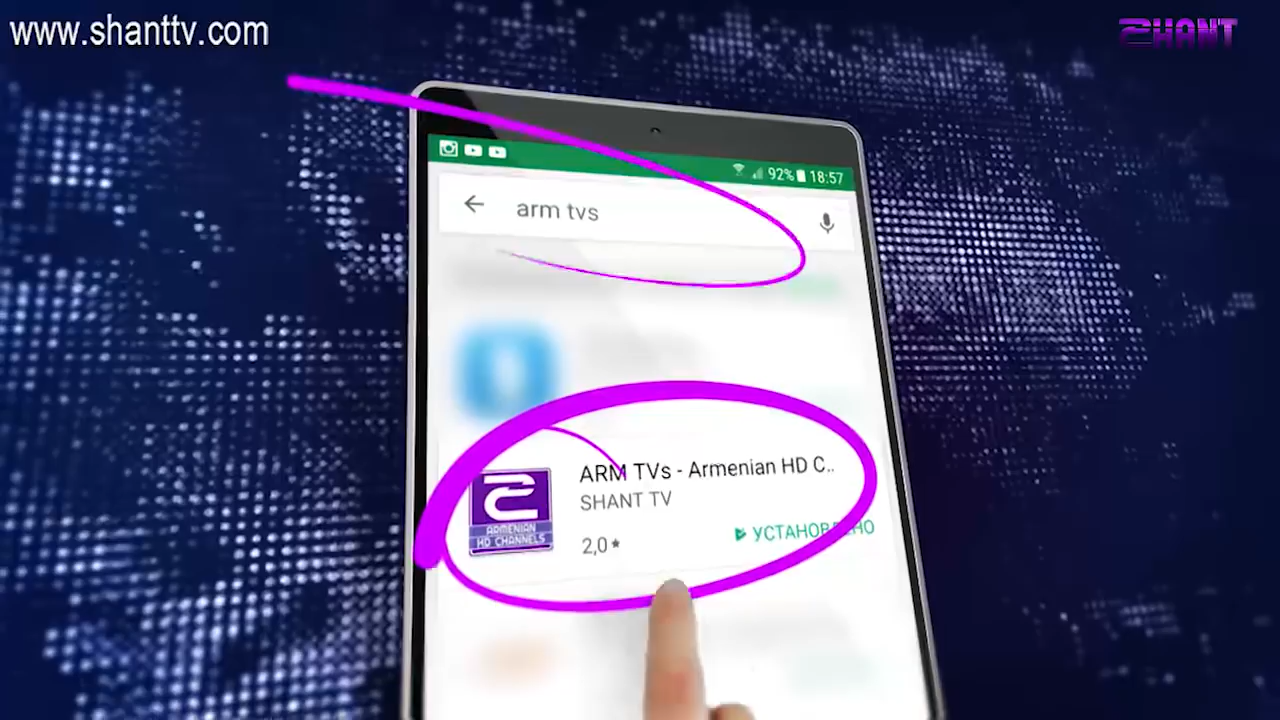 www.shanttv.com
SHANT
92% 18:57
arm tvs
ARM TVs - Armenian HD C..
SHANT TV
ARMENIAN
HD CHANNELS
2,0★
УСТАНОВЛЕНО